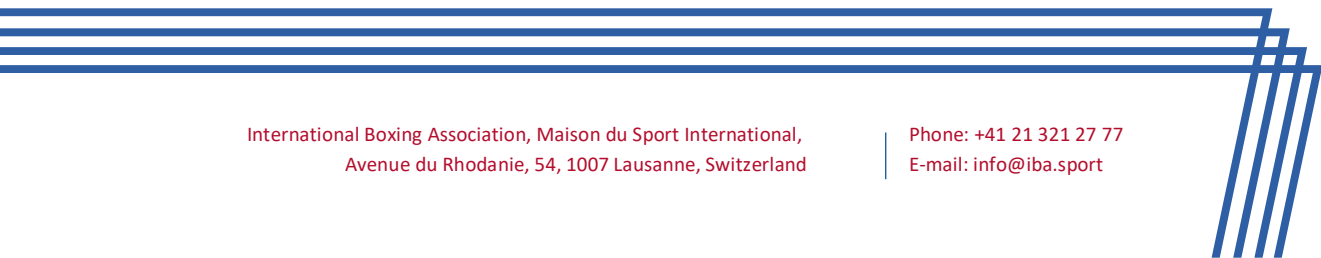 International Boxing Association, Maison du Sport International,
Avenue du Rhodanie, 54, 1007 Lausanne, Switzerland
Phone: +41 21 321 27 77
E-mail: info@iba.sport